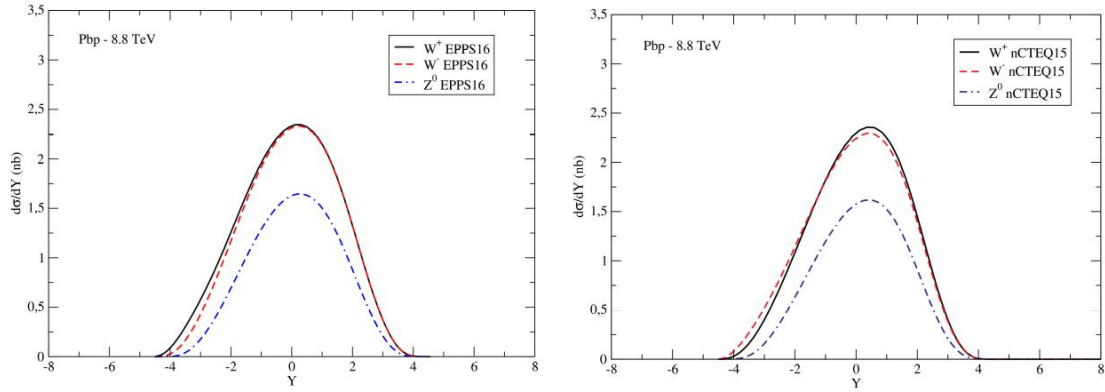 3,5
3
2,5
2
1,5
1
0,5
0
dσ/dY (nb)
Pbp - 8.8 TeV
W+ EPPS16
W- EPPS16
Z0 EPPS16
-8 -6 -4 -2 0 2 4 6 8
Y
3,5
3
2,5
2
1,5
1
0,5
0
dσ/dY (nb)
Pbp - 8.8 TeV
W+ nCTEQ15
W- nCTEQ15
Z0 nCTEQ15
-8 -6 -4 -2 0 2 4 6 8
Y